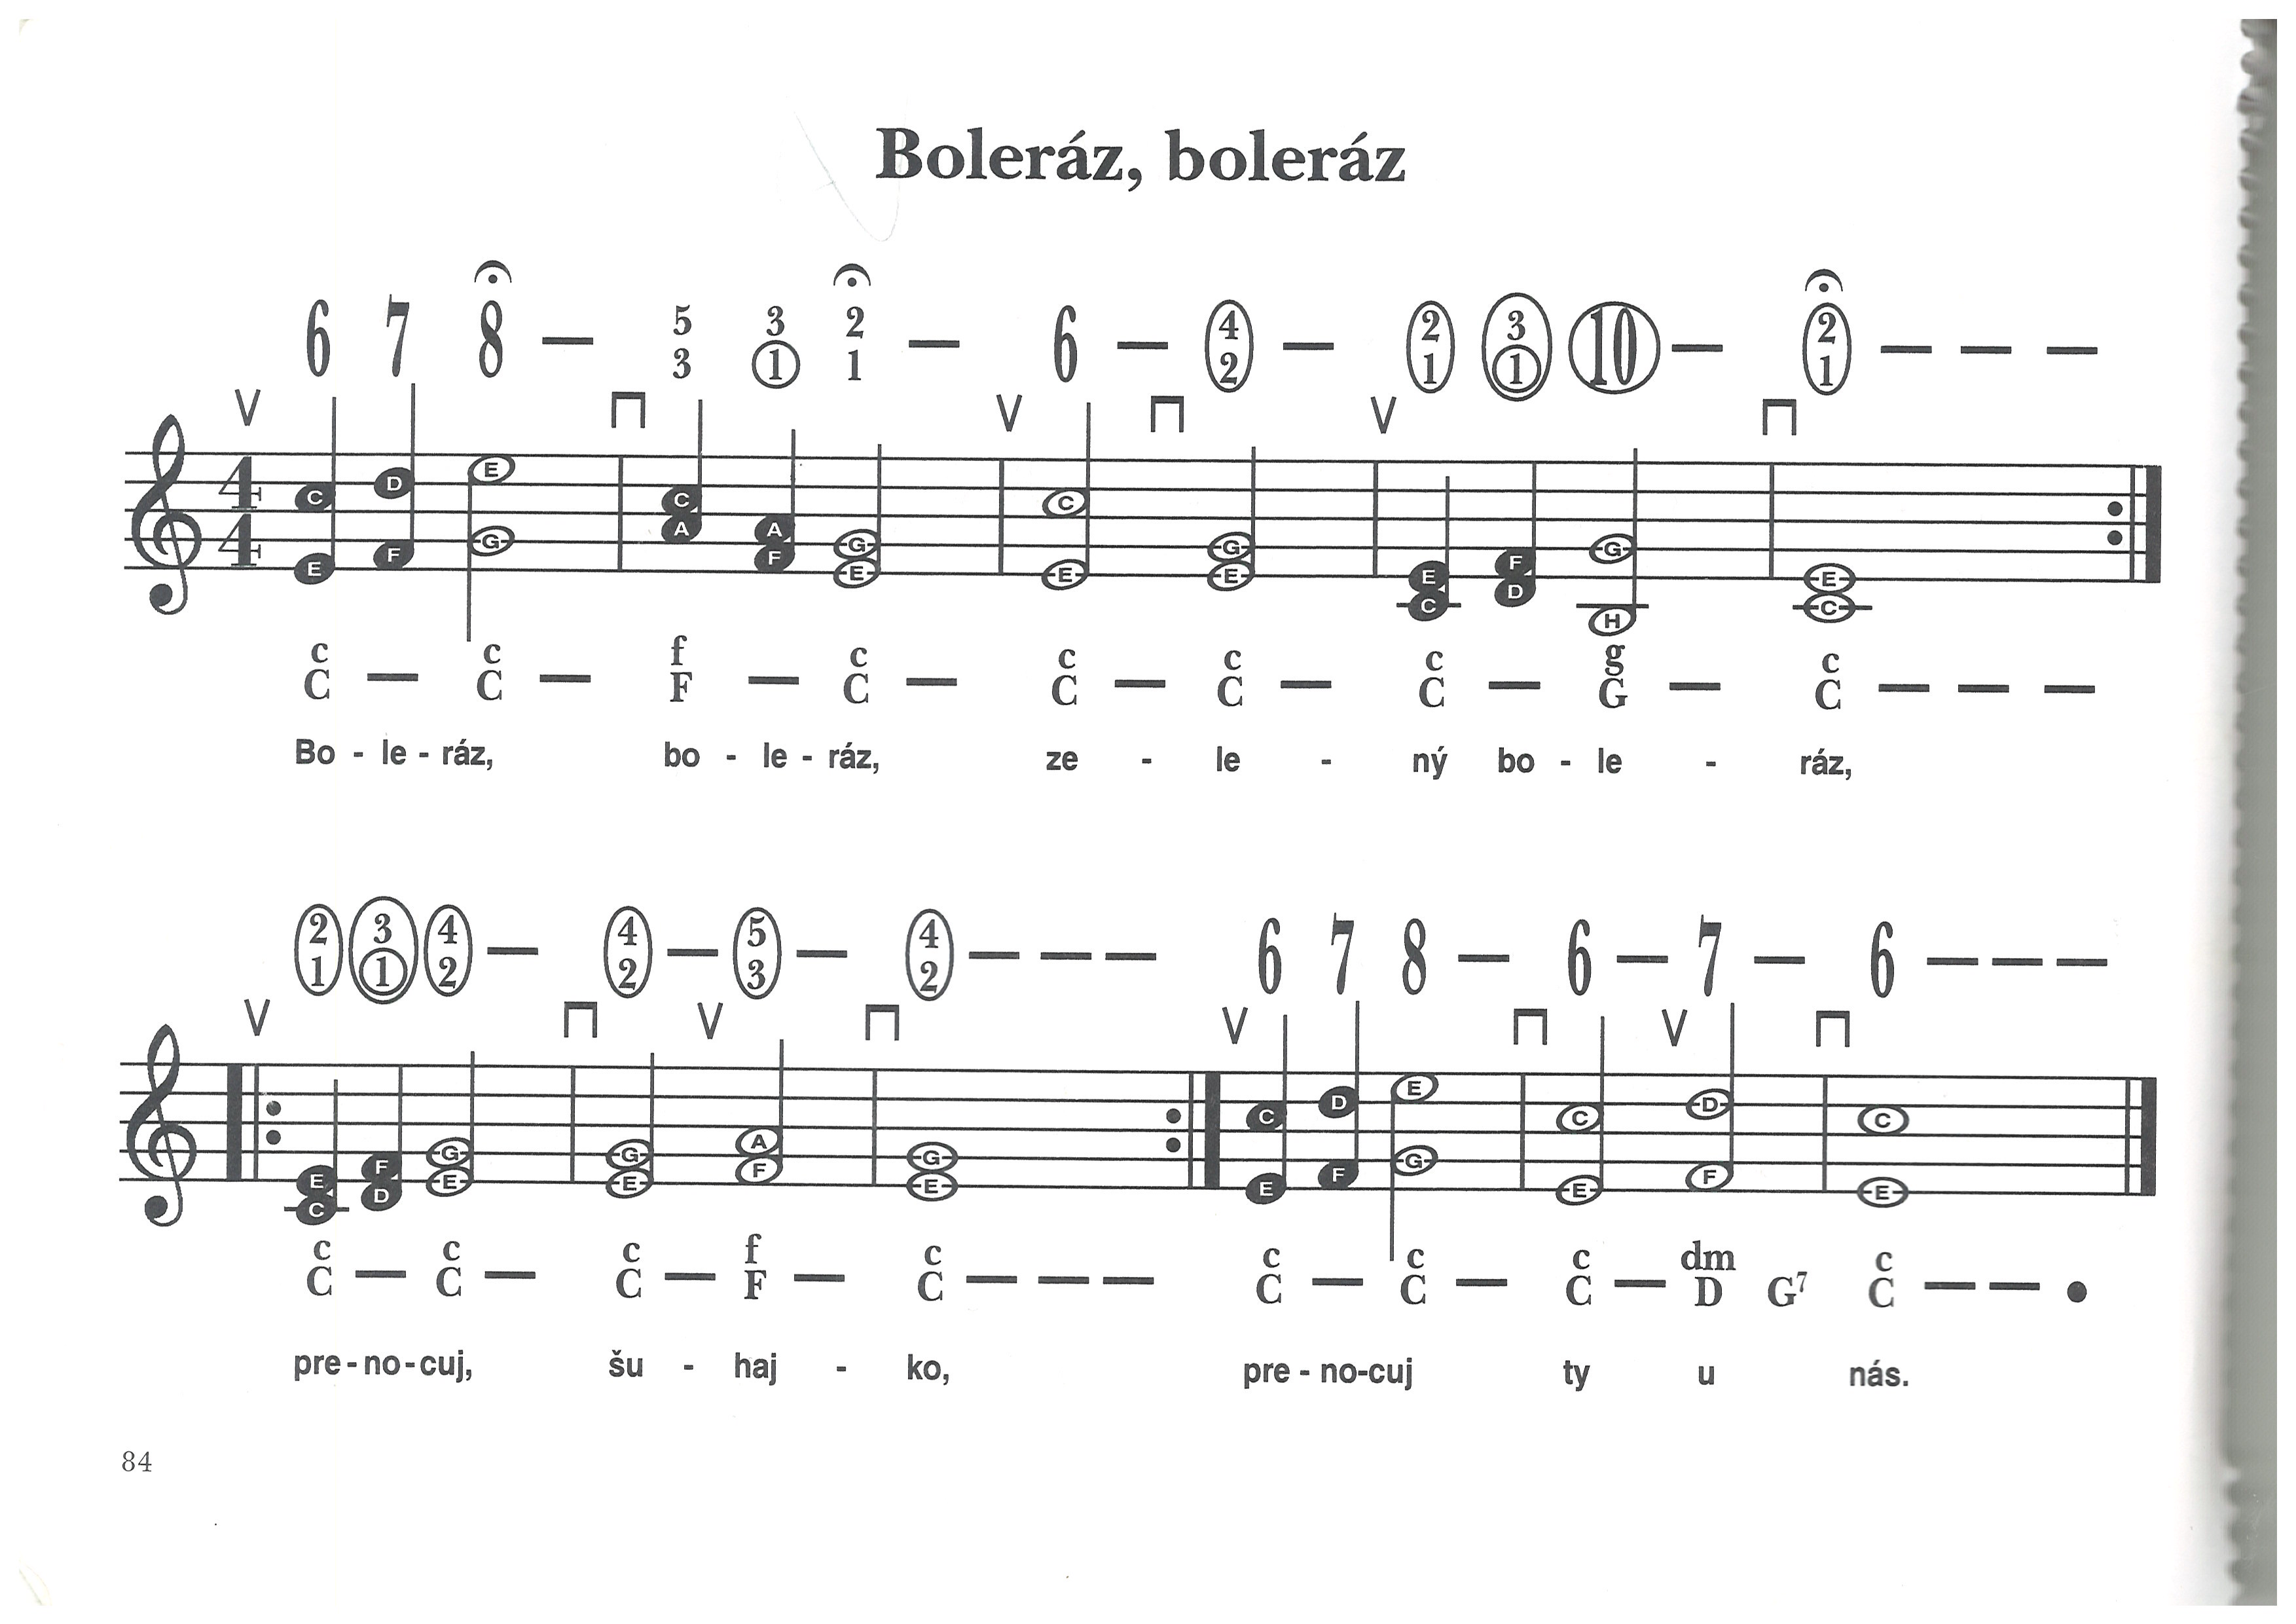 Boleráz, boleráz
6 7 8 – 5 3 2 – 6 – 4 – 2 3 10 – 2 – – –
3 1 1 2 1 1 1
V V V
4 C D E C A G C G E F G E
4 E F G A F E E E C D H C
c c f c c c c g c
C – C – F – C – C – C – C – G – C – – –
Bo - le - ráz, bo - le - ráz, ze - le - ný bo - le - ráz,
2 3 4 – 4 – 5 – 4 – – – 6 7 8 – 6 – 7 – 6 – – –
1 1 2 2 3 2
V V V V
E F G G A G C D E C D C
C D E E F E E F G E F E
c c c f c c c c dm c
C – C – C – F – C – – – C – C – C – D G7 C – – •
pre - no - cuj, šu - haj - ko, pre - no-cuj ty u nás.
84